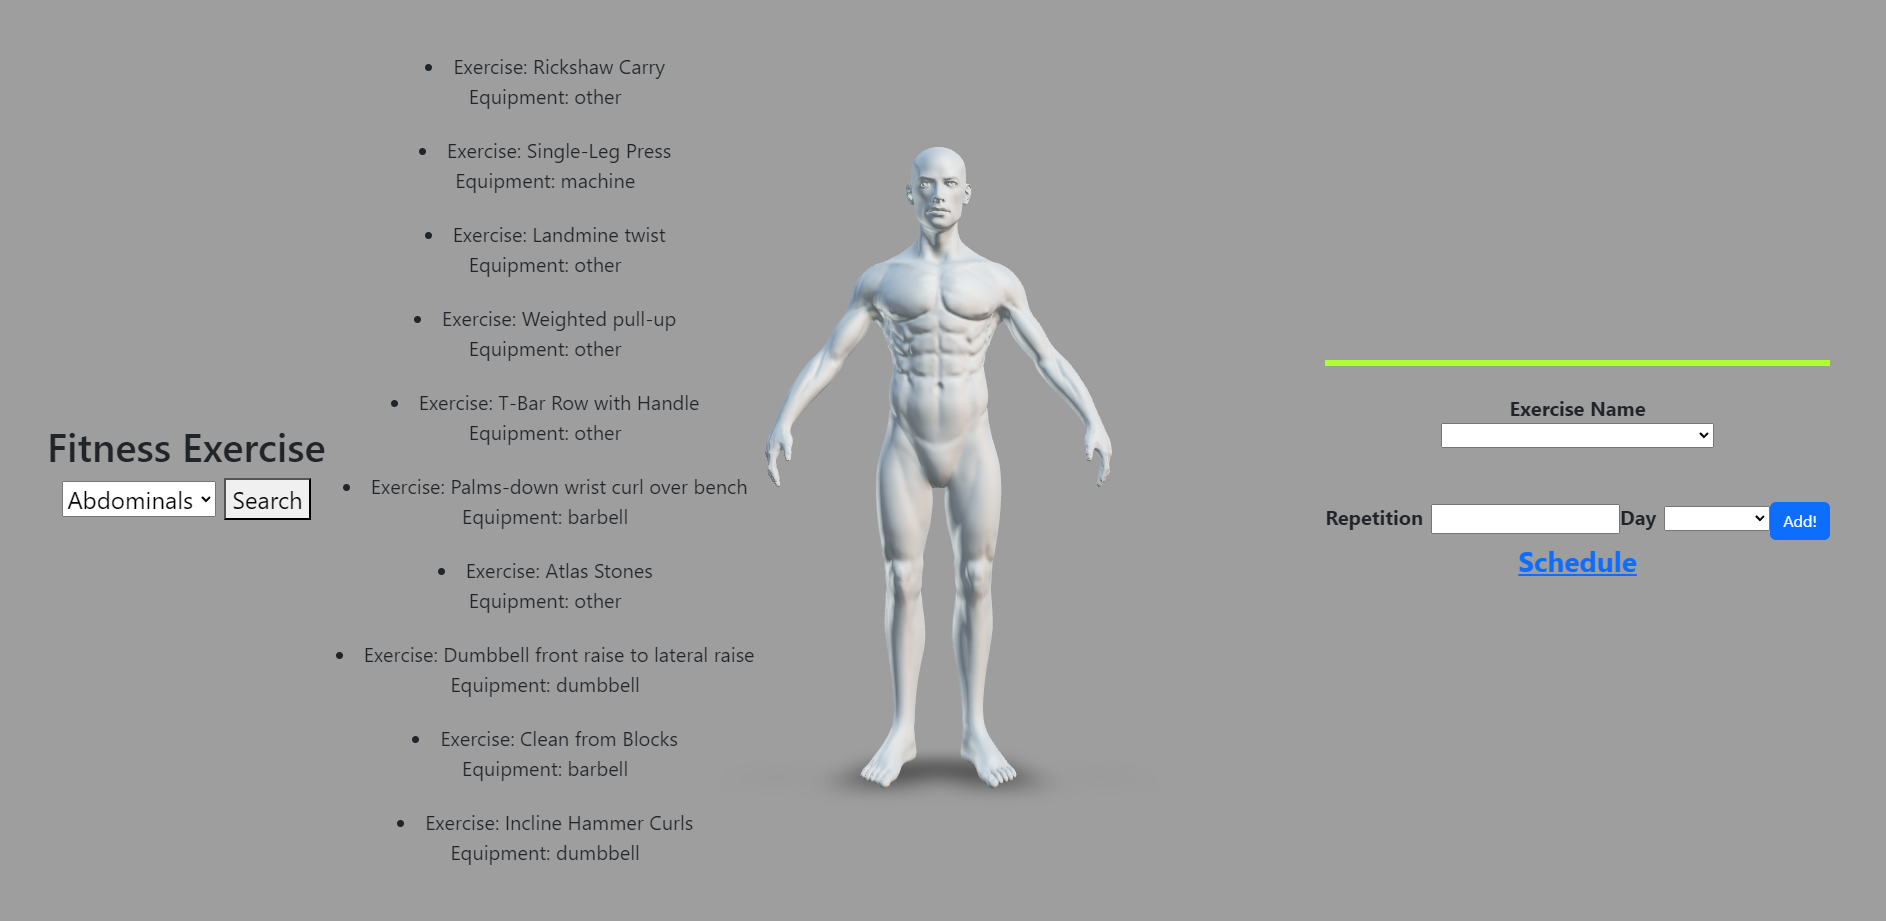 Fitness Exercise
Abdominals
Search
Exercise: Rickshaw Carry
Equipment: other
Exercise: Single-Leg Press
Equipment: machine
Exercise: Landmine twist
Equipment: other
Exercise: Weighted pull-up
Equipment: other
Exercise: T-Bar Row with Handle
Equipment: other
Exercise: Palms-down wrist curl over bench
Equipment: barbell
Exercise: Atlas Stones
Equipment: other
Exercise: Dumbbell front raise to lateral raise
Equipment: dumbbell
Exercise: Clean from Blocks
Equipment: barbell
Exercise: Incline Hammer Curls
Equipment: dumbbell
Exercise Name
Repetition Day Add!
Schedule